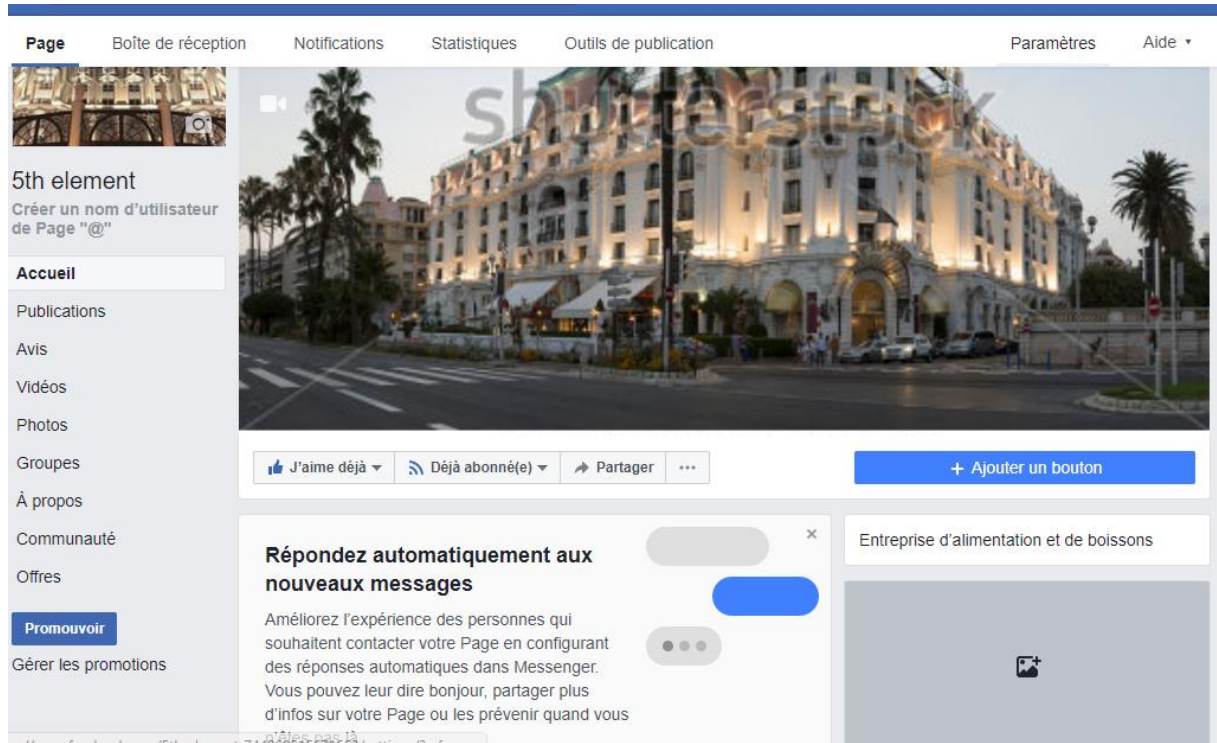 Page Boîte de réception Notifications Statistiques Outils de publication Paramètres Aide
shutterstock
5th element
Créer un nom d'utilisateur
de Page "@"
Accueil
Publications
Avis
Vidéos
Photos
Groupes
À propos
Communauté
Offres
Promouvoir
Gérer les promotions
J'aime déjà Déjà abonné(e) Partager ...
+ Ajouter un bouton
Répondez automatiquement aux
nouveaux messages
Améliorez l'expérience des personnes qui
souhaitent contacter votre Page en configurant
des réponses automatiques dans Messenger.
Vous pouvez leur dire bonjour, partager plus
d'infos sur votre Page ou les prévenir quand vous
n'êtes pas là
Entreprise d'alimentation et de boissons